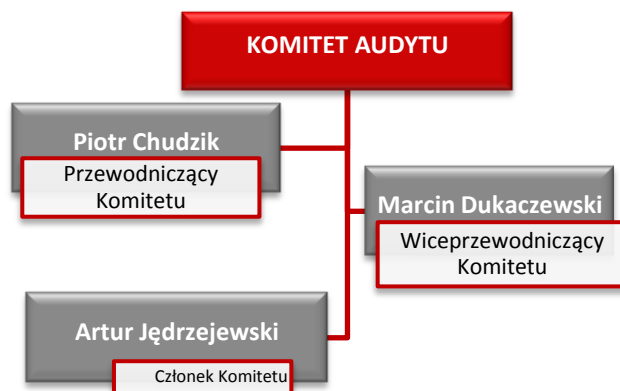 KOMITET AUDYTU
Piotr Chudzik
Przewodniczący
Komitetu
Marcin Dukaczewski
Wiceprzewodniczący
Komitetu
Artur Jędrzejewski
Członek Komitetu